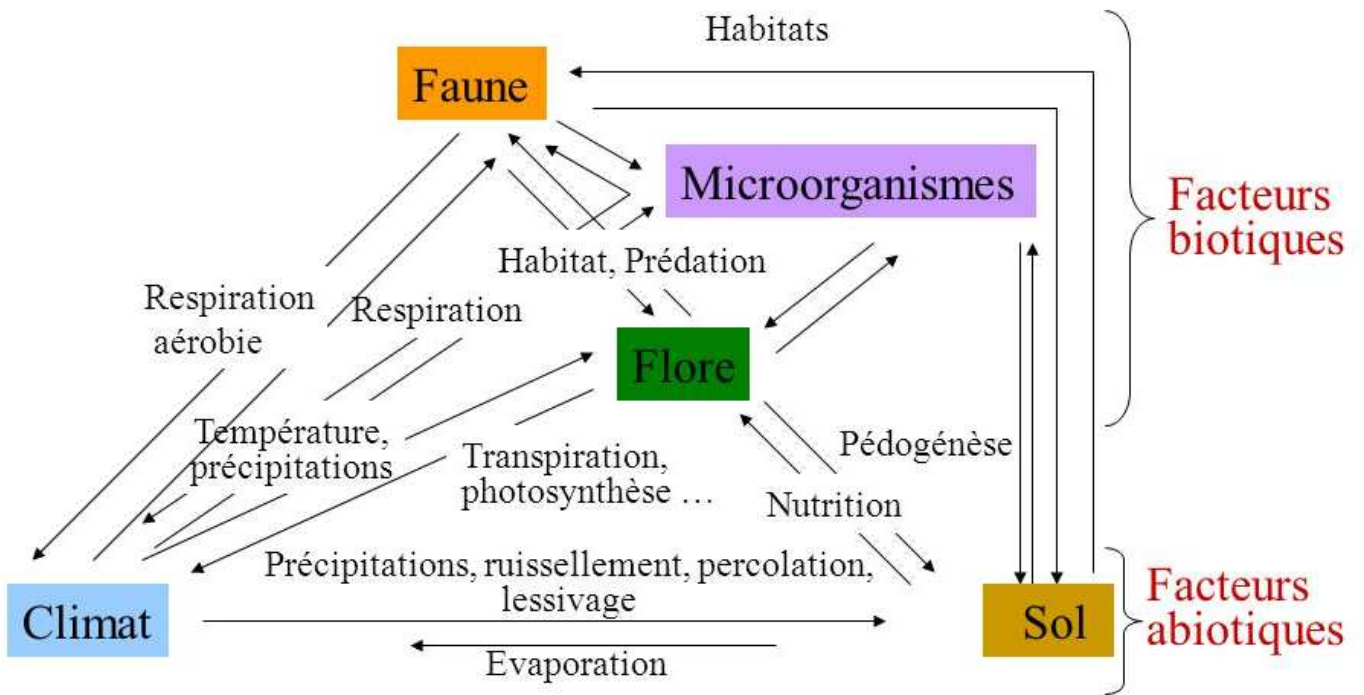 Habitats
Faune
Microorganismes
Facteurs
biotiques
Habitat, Prédation
Respiration
aérobie
Respiration
Flore
Température,
précipitations
Transpiration,
photosynthèse …
Pédogénèse
Nutrition
Précipitations, ruissellement, percolation,
lessivage
Climat
Sol
Facteurs
abiotiques
Evaporation